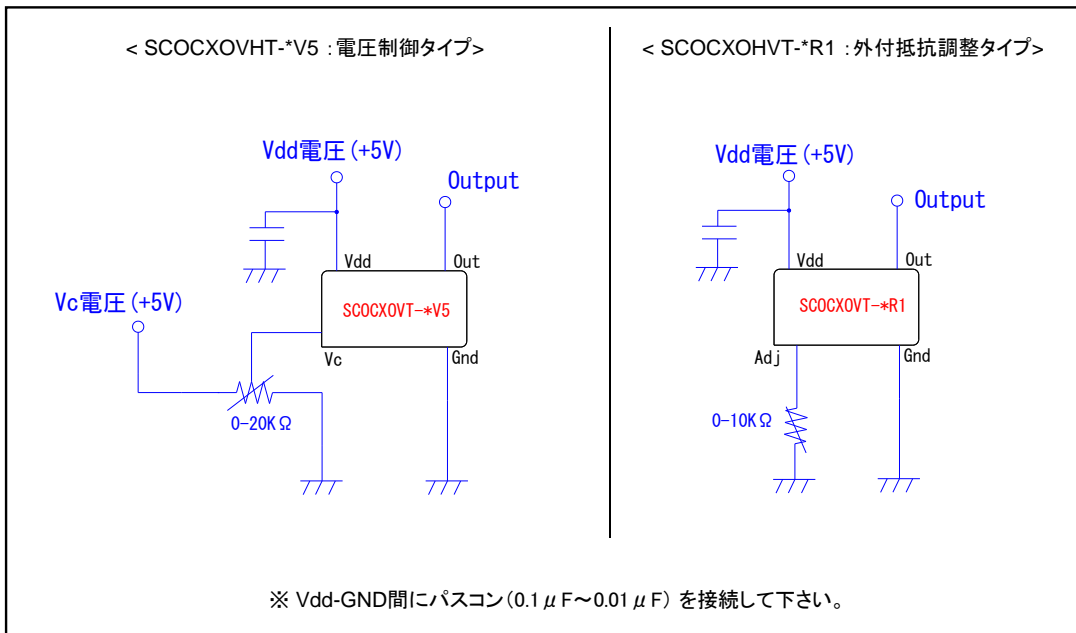 < SCOCXOVHT-*V5 : 電圧制御タイプ>
Vdd電圧(+5V)
Output
Vdd
Out
Vc電圧(+5V)
SCOCXOVT-*V5
Vc
Gnd
0-20KΩ
< SCOCXOHVT-*R1 : 外付抵抗調整タイプ>
Vdd電圧(+5V)
Output
Vdd
Out
SCOCXOVT-*R1
Adj
Gnd
0-10KΩ
※ Vdd-GND間にパスコン(0.1μF～0.01μF) を接続して下さい。